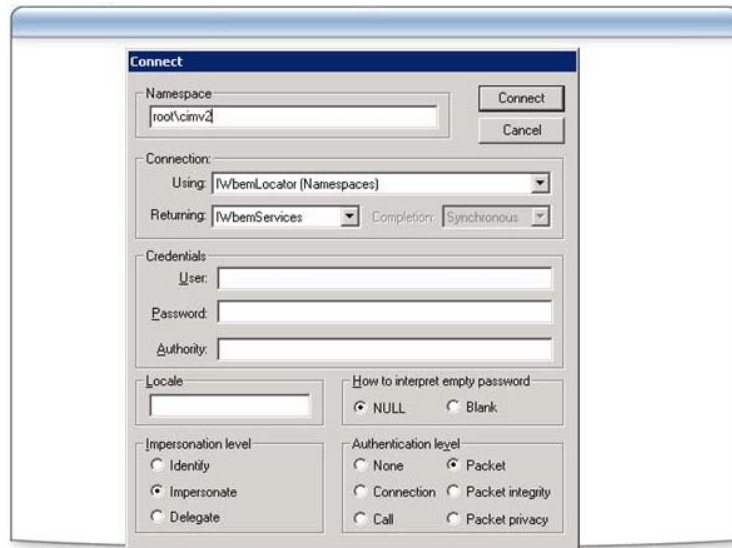 Connect
Namespace
Connect
root\cimv2
Cancel
Connection:
Using: IWbemLocator (Namespaces)
Returning: IWbemServices Completion: Synchronous
Credentials
User:
Password:
Authority:
Locale
How to interpret empty password
NULL Blank
Impersonation level
Identify
Impersonate
Delegate
Authentication level
None Packet
Connection Packet integrity
Call Packet privacy